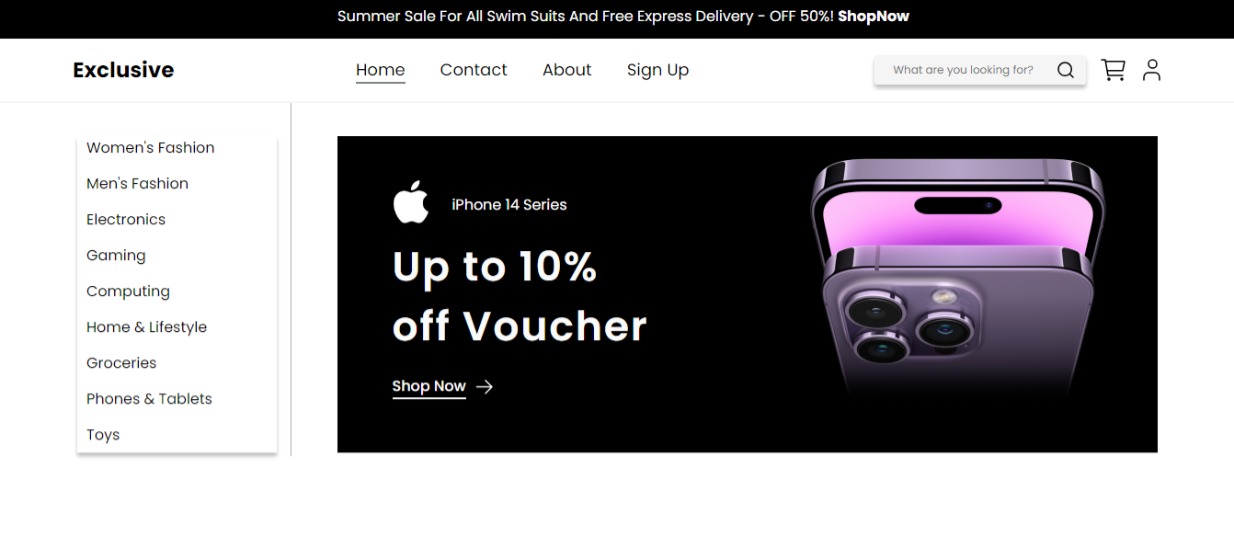 Summer Sale For All Swim Suits And Free Express Delivery - OFF 50%! ShopNow
Exclusive
Home
Contact
About
Sign Up
What are you looking for?
Women's Fashion
Men's Fashion
Electronics
Gaming
Computing
Home & Lifestyle
Groceries
Phones & Tablets
Toys
iPhone 14 Series
Up to 10%
off Voucher
Shop Now